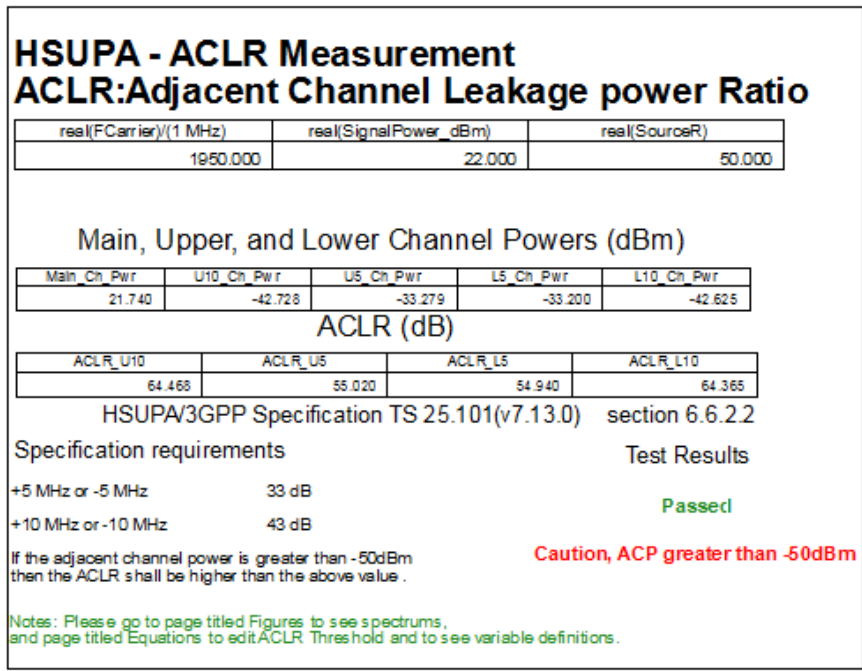 HSUPA - ACLR Measurement
ACLR:Adjacent Channel Leakage power Ratio
real(FCarrier)/(1 MHz) real(SignalPower_dBm) real(SourceR)
1950.000 22.000 50.000
Main, Upper, and Lower Channel Powers (dBm)
Main_Ch_Pwr U10_Ch_Pwr U5_Ch_Pwr L5_Ch_Pwr L10_Ch_Pwr
21.740 -42.728 -33.279 -33.200 -42.625
ACLR (dB)
ACLR_U10 ACLR_U5 ACLR_L5 ACLR_L10
64.468 55.020 54.940 64.365
HSUPA/3GPP Specification TS 25.101(v7.13.0) section 6.6.2.2
Specification requirements Test Results
+5 MHz or -5 MHz 33 dB
Passed
+10 MHz or -10 MHz 43 dB
If the adjacent channel power is greater than -50dBm
then the ACLR shall be higher than the above value .
Caution, ACP greater than -50dBm
Notes: Please go to page titled Figures to see spectrums,
and page titled Equations to edit ACLR Threshold and to see variable definitions.